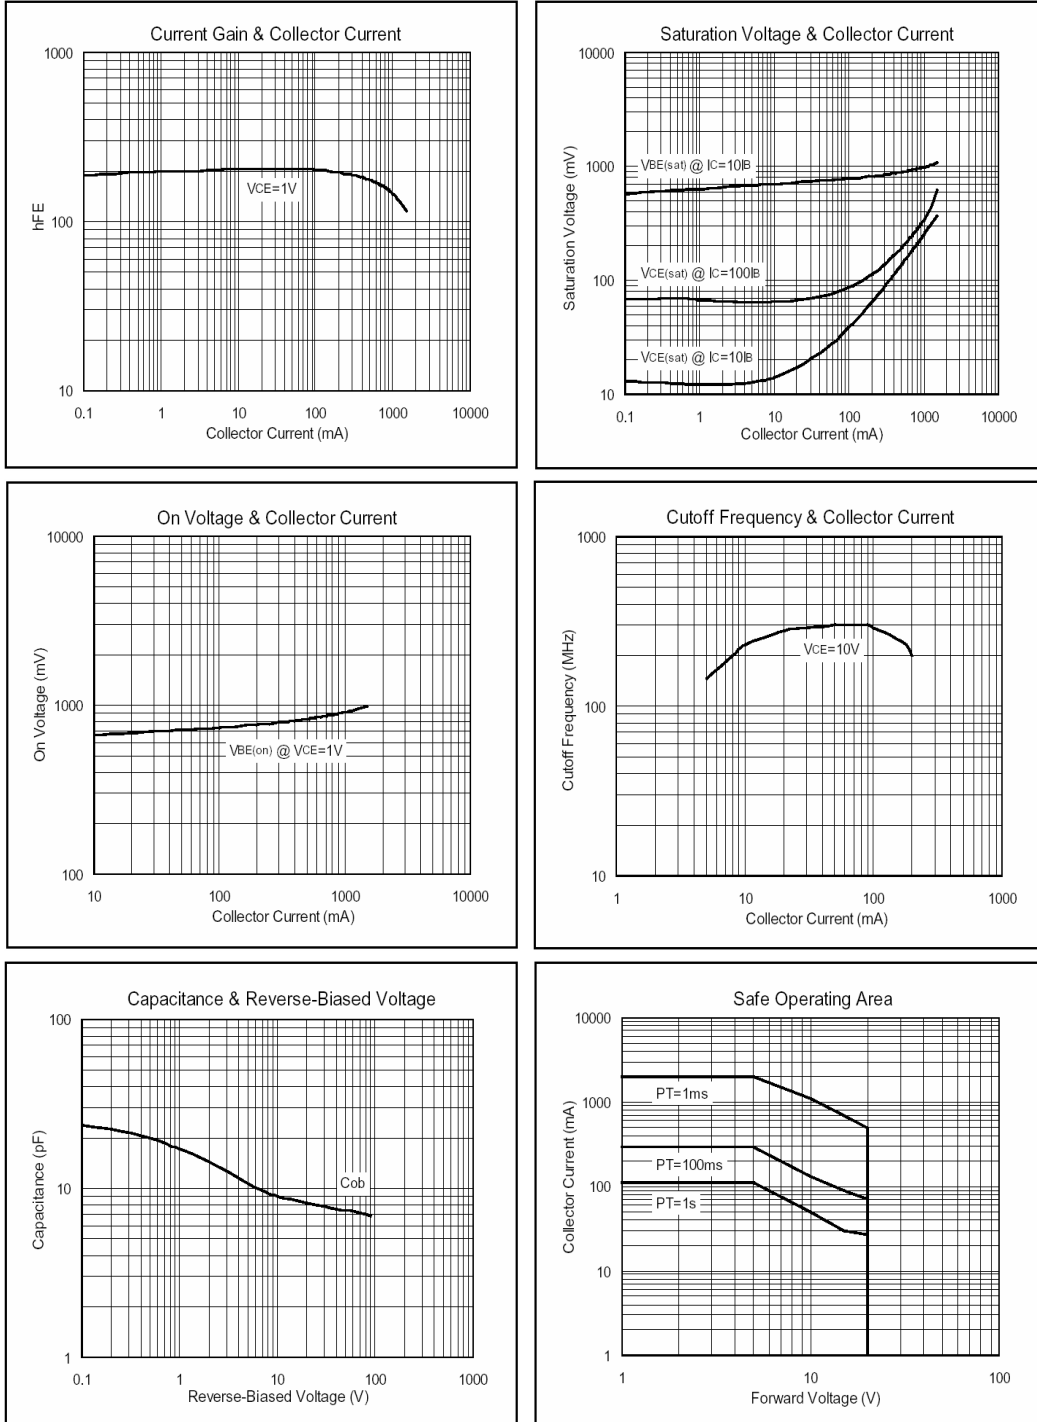 Current Gain & Collector Current
1000
100
10
hFE
VCE=1V
0.1 1 10 100 1000 10000
Collector Current (mA)
Saturation Voltage & Collector Current
10000
1000
100
10
Saturation Voltage (mV)
VBE(sat) @ IC=10IB
VCE(sat) @ IC=100IB
VCE(sat) @ IC=10IB
0.1 1 10 100 1000 10000
Collector Current (mA)
On Voltage & Collector Current
10000
1000
100
On Voltage (mV)
VBE(on) @ VCE=1V
10 100 1000 10000
Collector Current (mA)
Cutoff Frequency & Collector Current
1000
100
10
Cutoff Frequency (MHz)
VCE=10V
1 10 100 1000
Collector Current (mA)
Capacitance & Reverse-Biased Voltage
100
10
1
Capacitance (pF)
Cob
0.1 1 10 100 1000
Reverse-Biased Voltage (V)
Safe Operating Area
10000
1000
100
10
1
Collector Current (mA)
PT=1ms
PT=100ms
PT=1s
1 10 100
Forward Voltage (V)